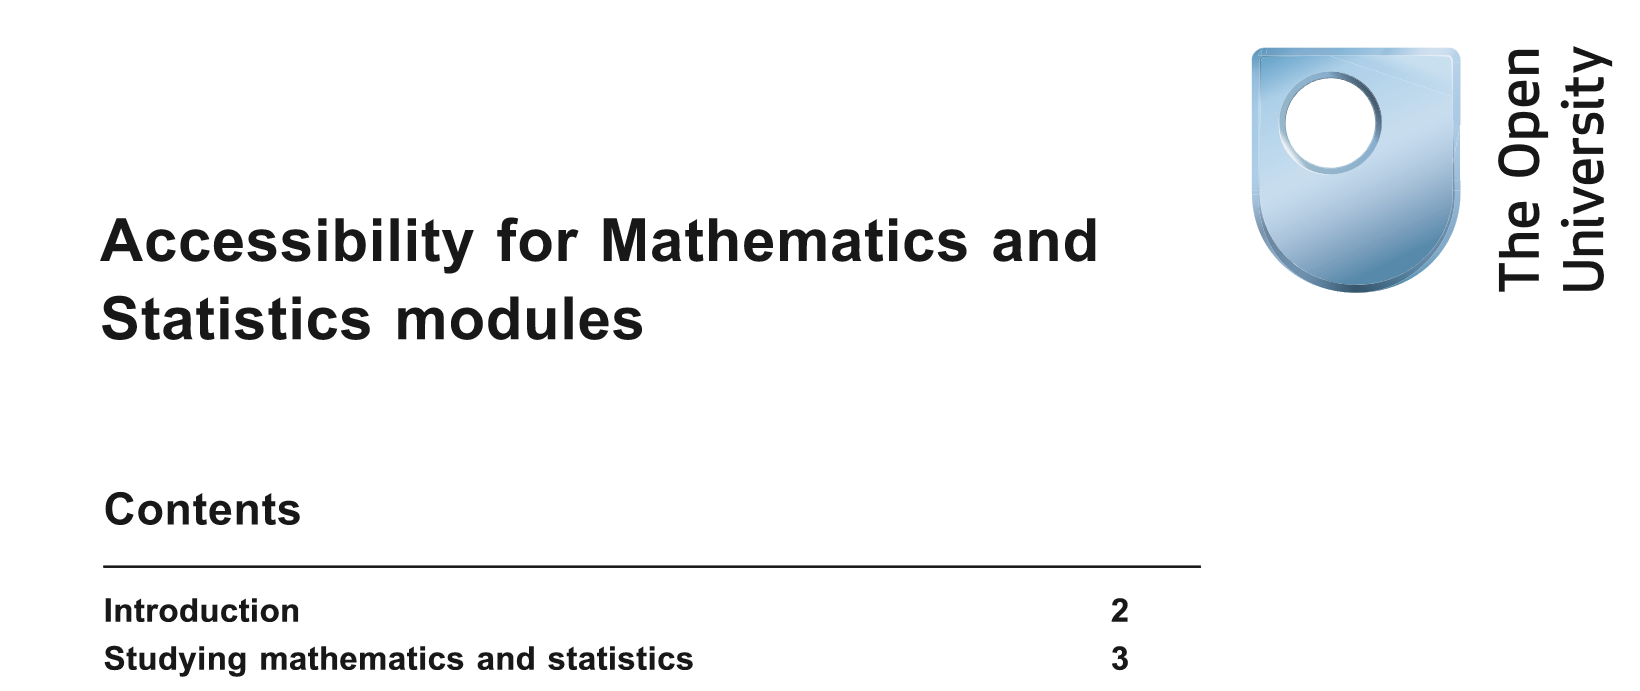 The Open
University
Accessibility for Mathematics and
Statistics modules
Contents
Introduction 2
Studying mathematics and statistics 3